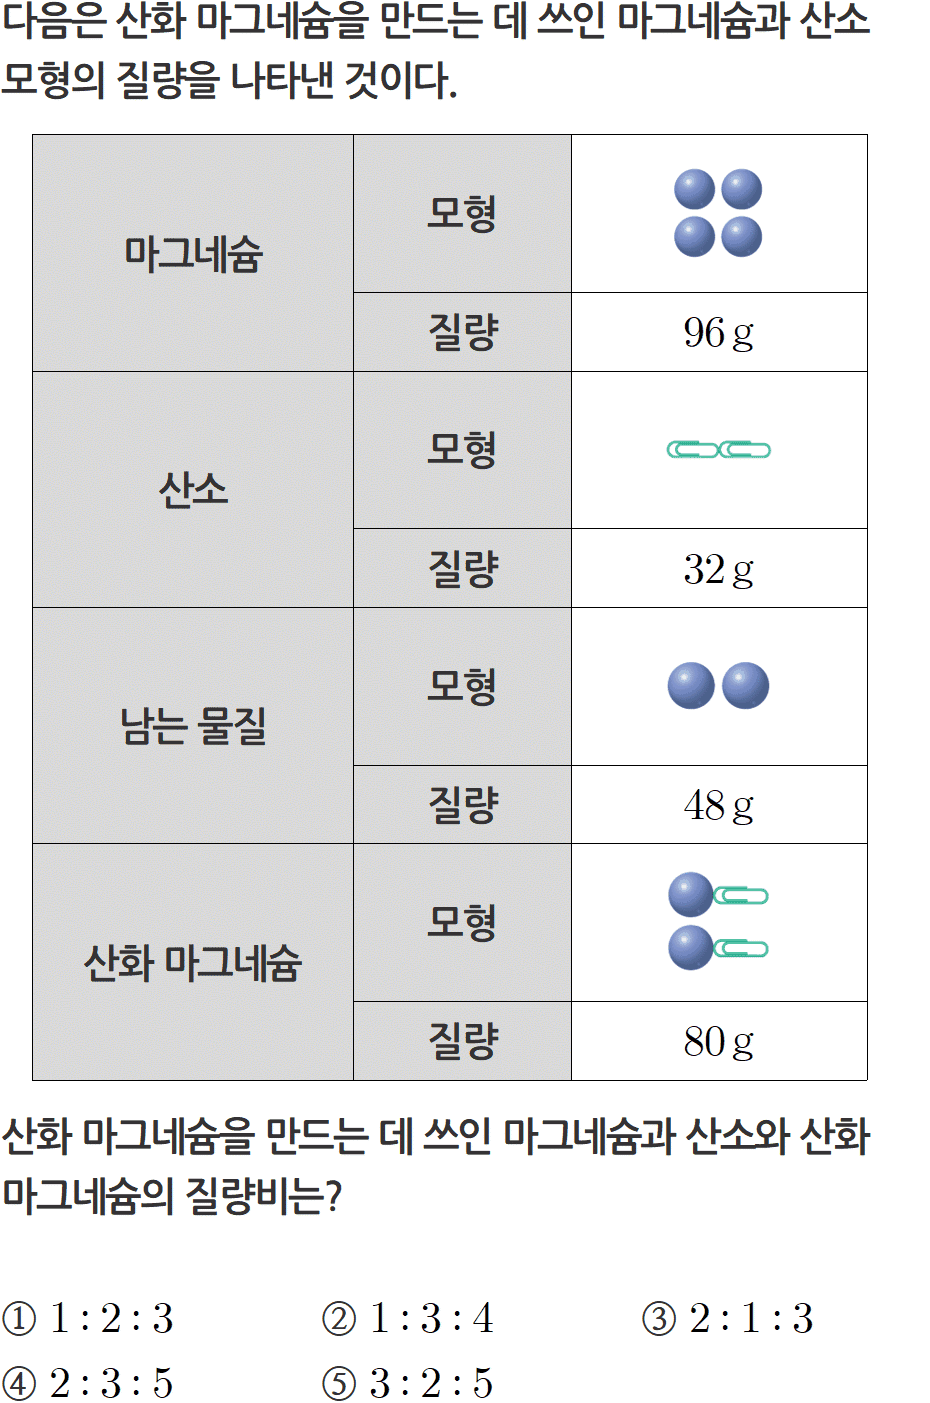 다음은 산화 마그네슘을 만드는 데 쓰인 마그네슘과 산소
모형의 질량을 나타낸 것이다.
마그네슘
모형
질량
96 g
산소
모형
질량
32 g
남는 물질
모형
질량
48 g
산화 마그네슘
모형
질량
80 g
산화 마그네슘을 만드는 데 쓰인 마그네슘과 산소와 산화
마그네슘의 질량비는?
① 1 : 2 : 3 ② 1 : 3 : 4 ③ 2 : 1 : 3
④ 2 : 3 : 5 ⑤ 3 : 2 : 5